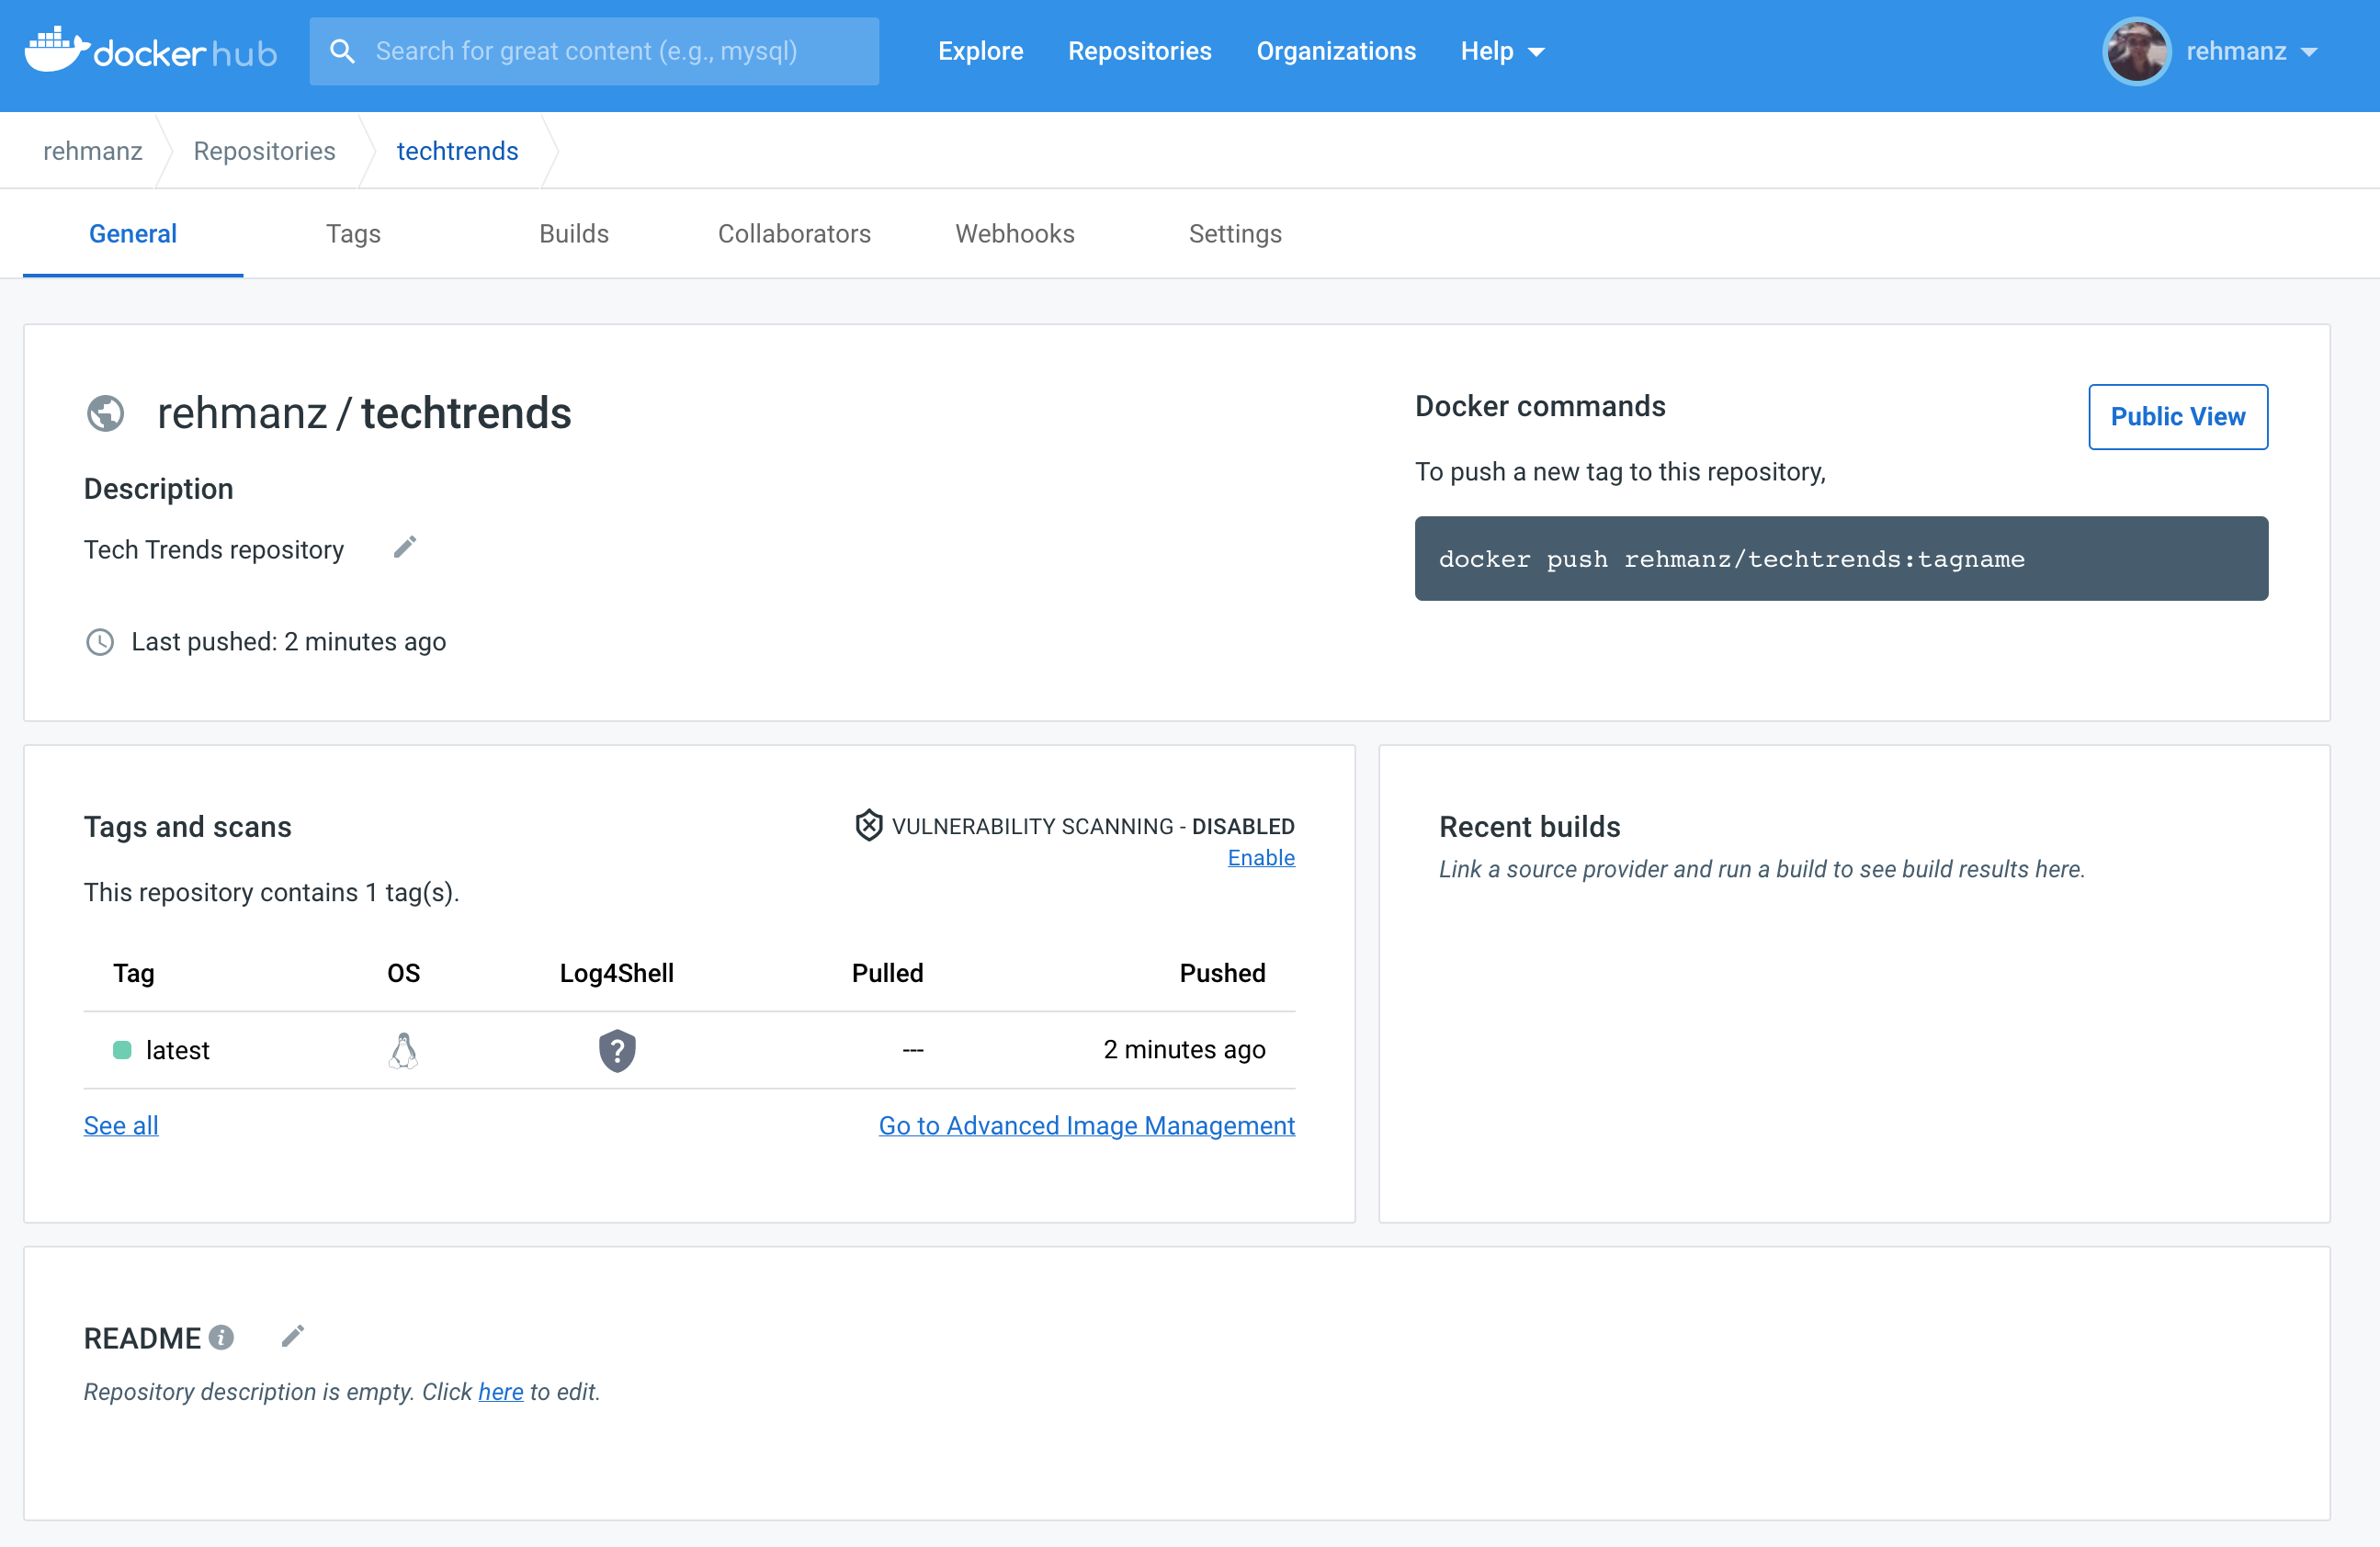 docker hub
Search for great content (e.g., mysql)
Explore
Repositories
Organizations
Help
rehmanz
rehmanz
Repositories
techtrends
General
Tags
Builds
Collaborators
Webhooks
Settings
rehmanz / techtrends
Description
Tech Trends repository
Last pushed: 2 minutes ago
Docker commands
Public View
To push a new tag to this repository,
docker push rehmanz/techtrends:tagname
Tags and scans
VULNERABILITY SCANNING - DISABLED
Enable
This repository contains 1 tag(s).
Tag OS Log4Shell Pulled Pushed
latest ? --- 2 minutes ago
See all
Go to Advanced Image Management
Recent builds
Link a source provider and run a build to see build results here.
README
Repository description is empty. Click here to edit.